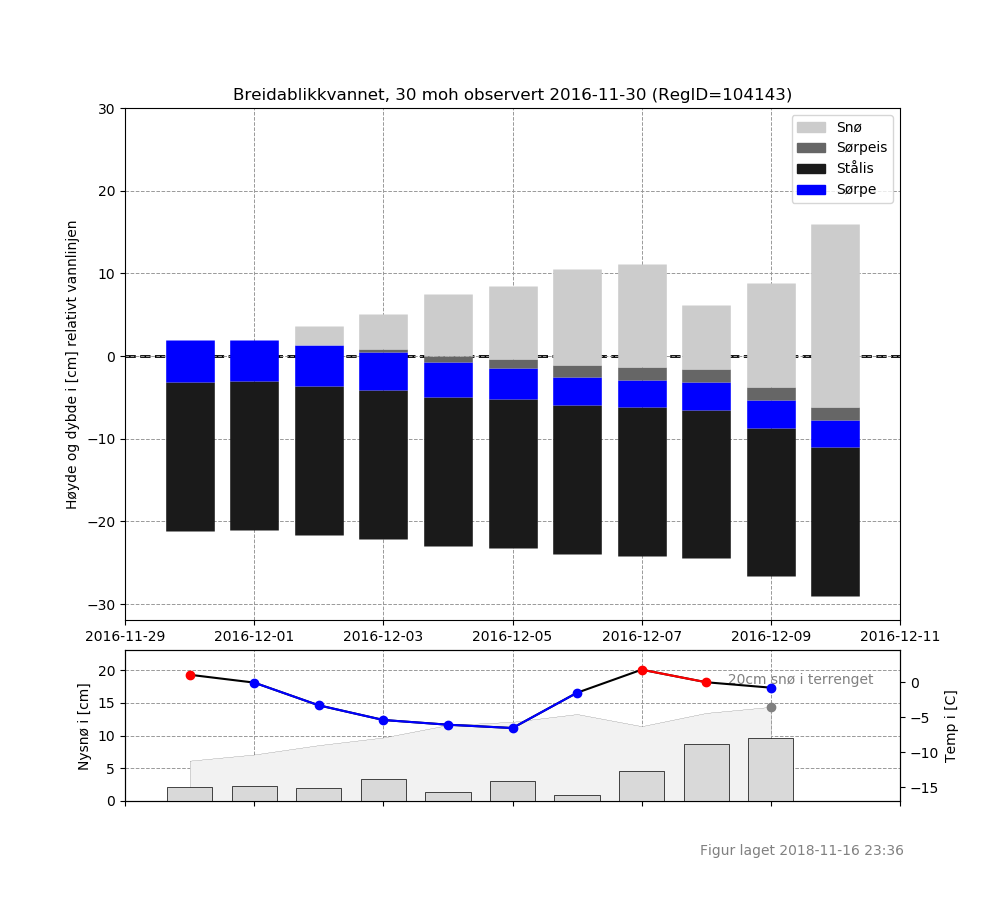 Breidablikkvannet, 30 moh observert 2016-11-30 (RegID=104143)
Høyde og dybde i [cm] relativt vannlinjen
30
20
10
0
−10
−20
−30
Snø
Sørpeis
Stålis
Sørpe
2016-11-29 2016-12-01 2016-12-03 2016-12-05 2016-12-07 2016-12-09 2016-12-11
Nysnø i [cm]
20
15
10
5
0
20cm snø i terrenget
0
−5
−10
−15
Temp i [C]
Figur laget 2018-11-16 23:36